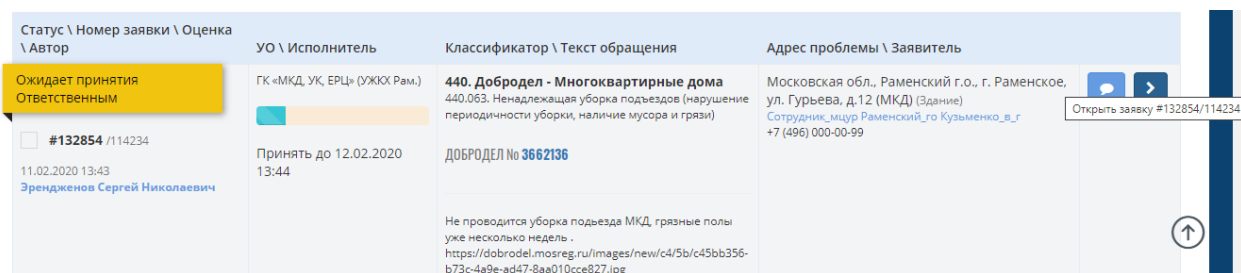 Статус \ Номер заявки \ Оценка
\ Автор
УО \ Исполнитель
Классификатор \ Текст обращения
Адрес проблемы \ Заявитель
Ожидает принятия
Ответственным
#132854 /114234
11.02.2020 13:43
Эрендженов Сергей Николаевич
ГК «МКД, УК, ЕРЦ» (УЖКХ Рам.)
Принять до 12.02.2020
13:44
440. Добродел - Многоквартирные дома
440.063. Ненадлежащая уборка подъездов (нарушение
периодичности уборки, наличие мусора и грязи)
ДОБРОДЕЛ № 3662136
Не проводится уборка подьезда МКД, грязные полы
уже несколько недель .
https://dobrodel.mosreg.ru/images/new/c4/5b/c45bb356-
b73c-4a9e-ad47-8aa010cce827.jpg
Московская обл., Раменский г.о., г. Раменское,
ул. Гурьева, д.12 (МКД) (Здание)
Сотрудник_мцур Раменский_го Кузьменко_в_г
+7 (496) 000-00-99
Открыть заявку #132854/114234